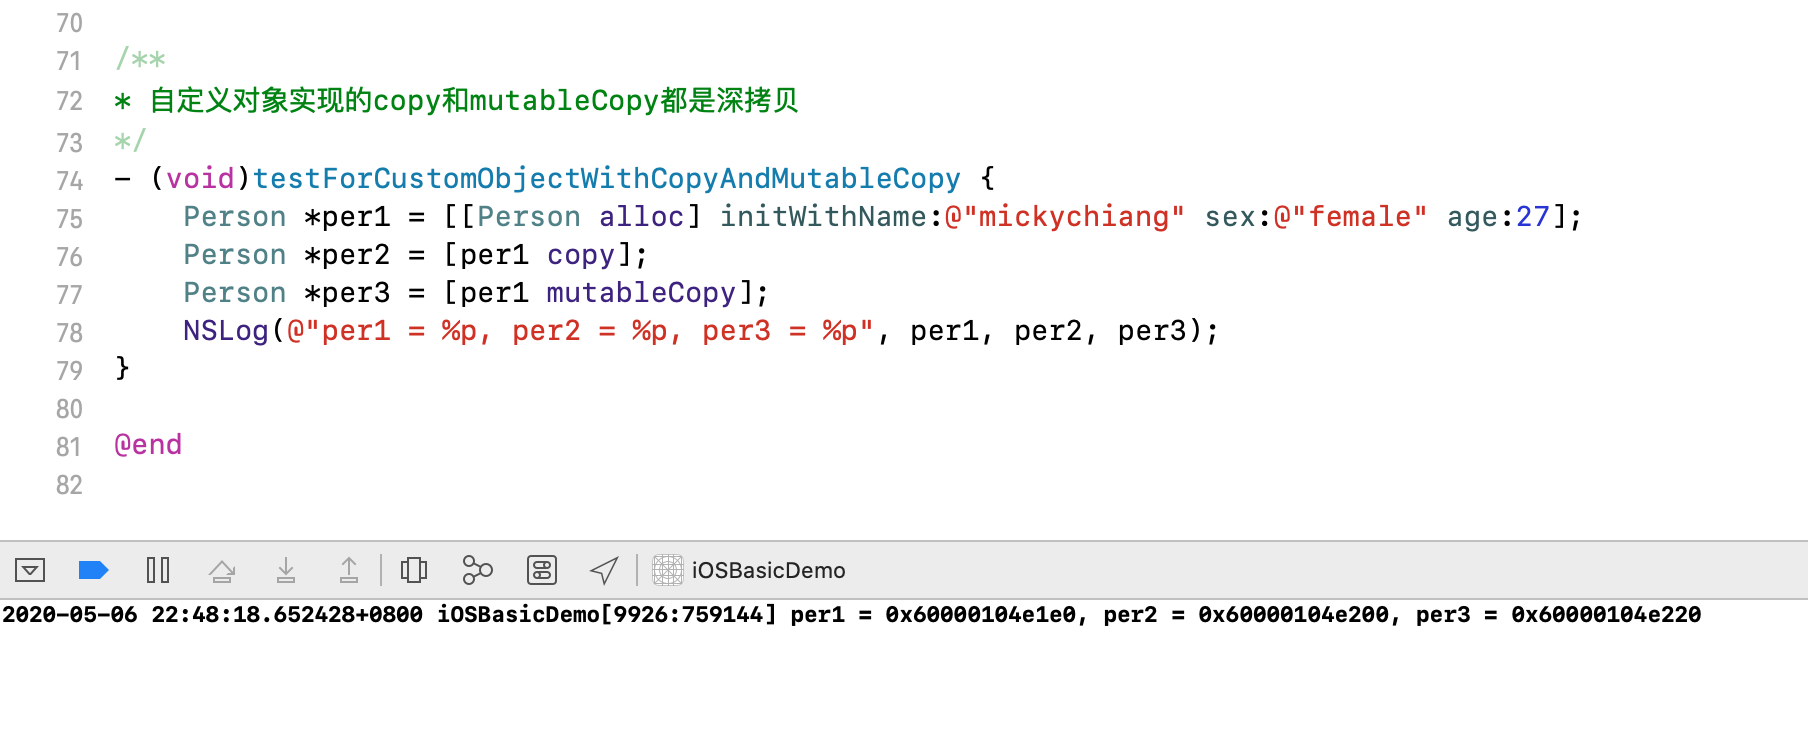 70
71 /**
72 * 自定义对象实现的copy和mutableCopy都是深拷贝
73 */
74 - (void)testForCustomObjectWithCopyAndMutableCopy {
75 Person *per1 = [[Person alloc] initWithName:@"mickychiang" sex:@"female" age:27];
76 Person *per2 = [per1 copy];
77 Person *per3 = [per1 mutableCopy];
78 NSLog(@"per1 = %p, per2 = %p, per3 = %p", per1, per2, per3);
79 }
80
81 @end
82
iOSBasicDemo
2020-05-06 22:48:18.652428+0800 iOSBasicDemo[9926:759144] per1 = 0x60000104e1e0, per2 = 0x60000104e200, per3 = 0x60000104e220